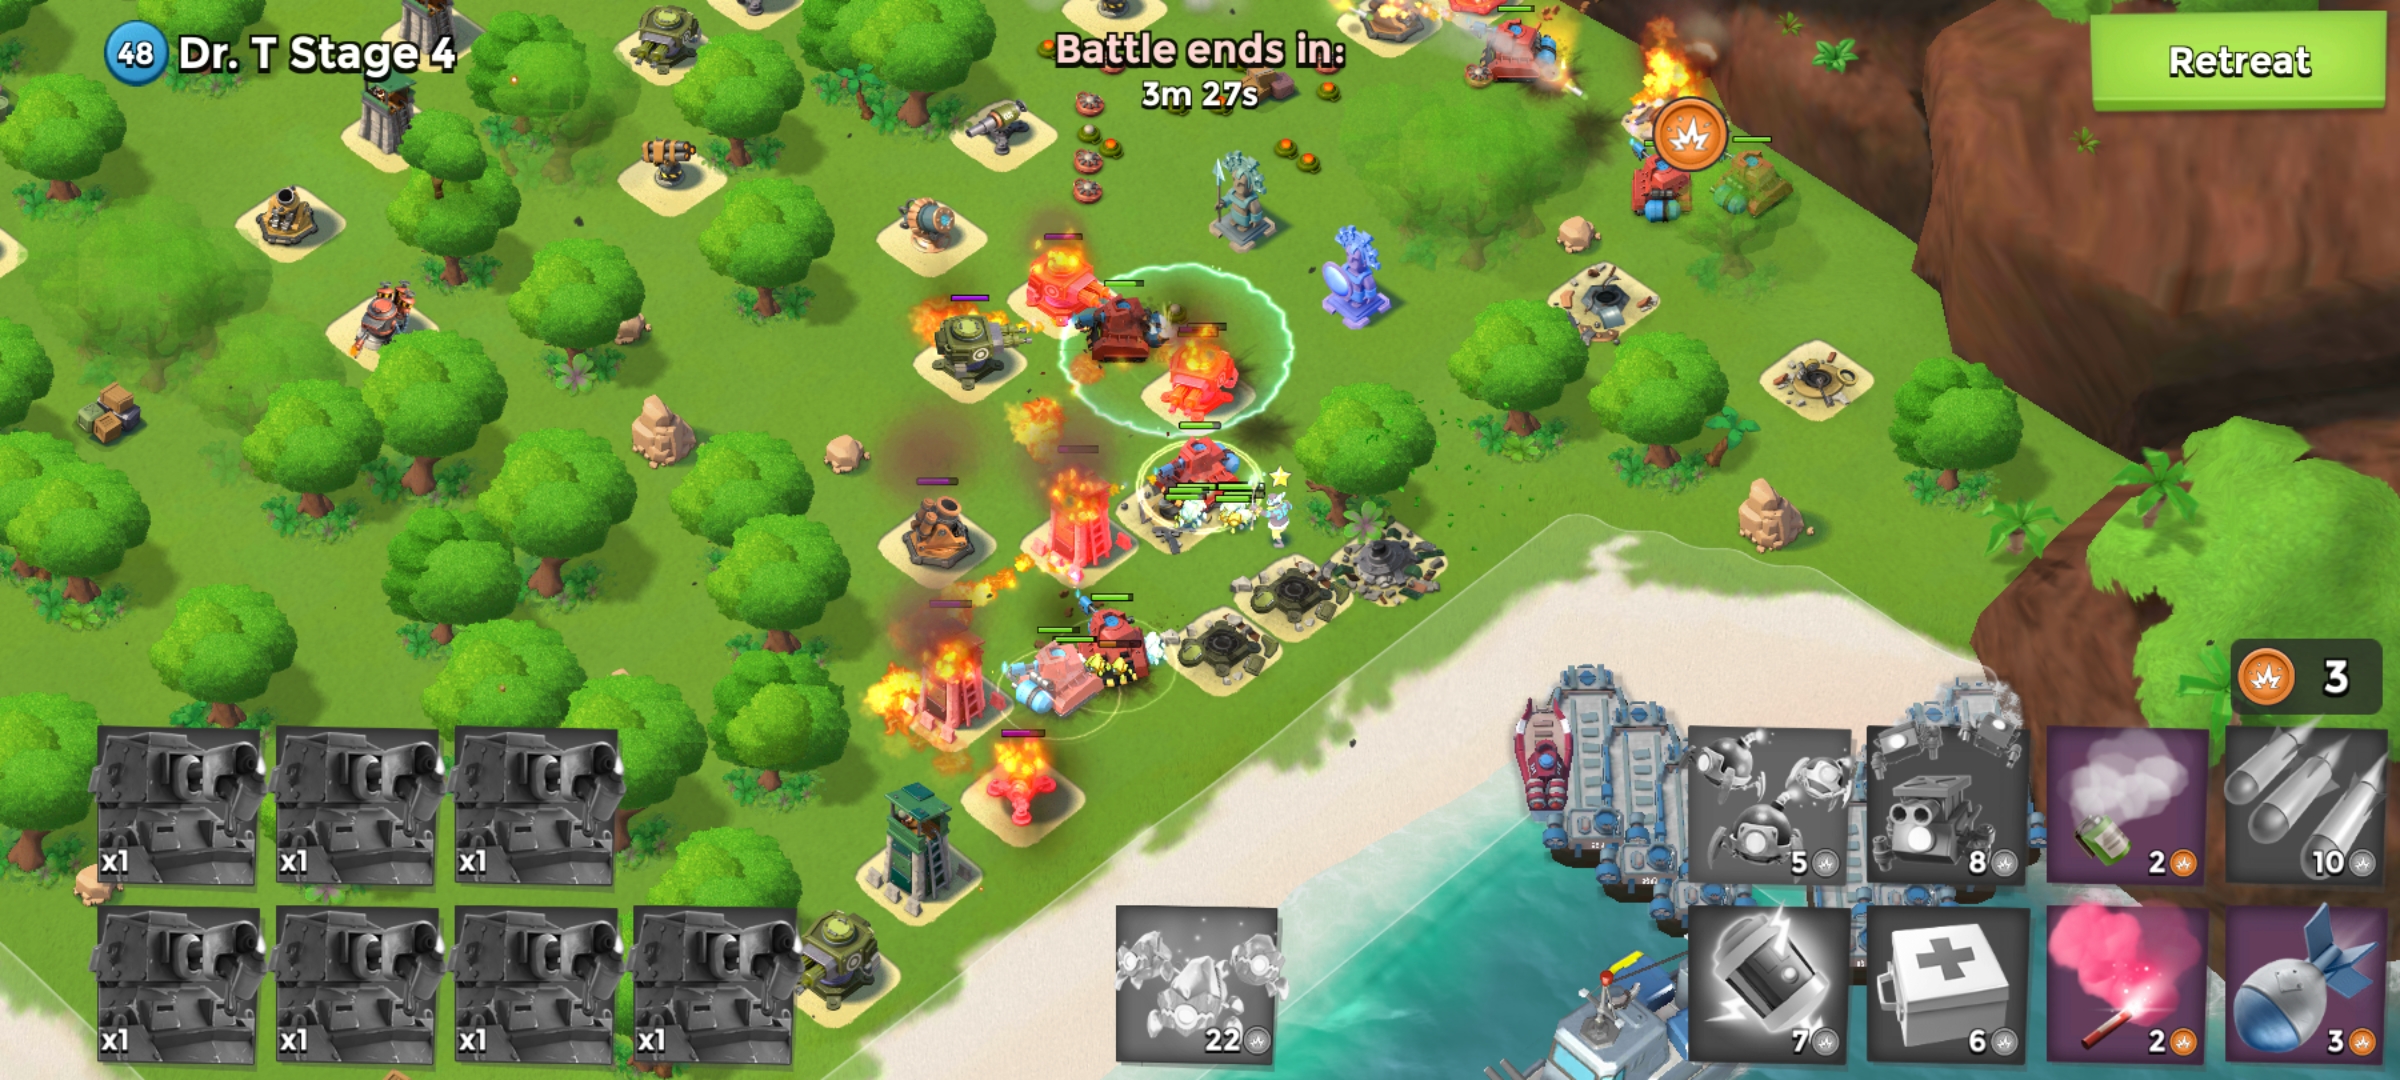 48 Dr. T Stage 4
Battle ends in:
3m 27s
Retreat
3
x1
x1
x1
5
8
2
10
x1
x1
x1
x1
22
7
6
2
3